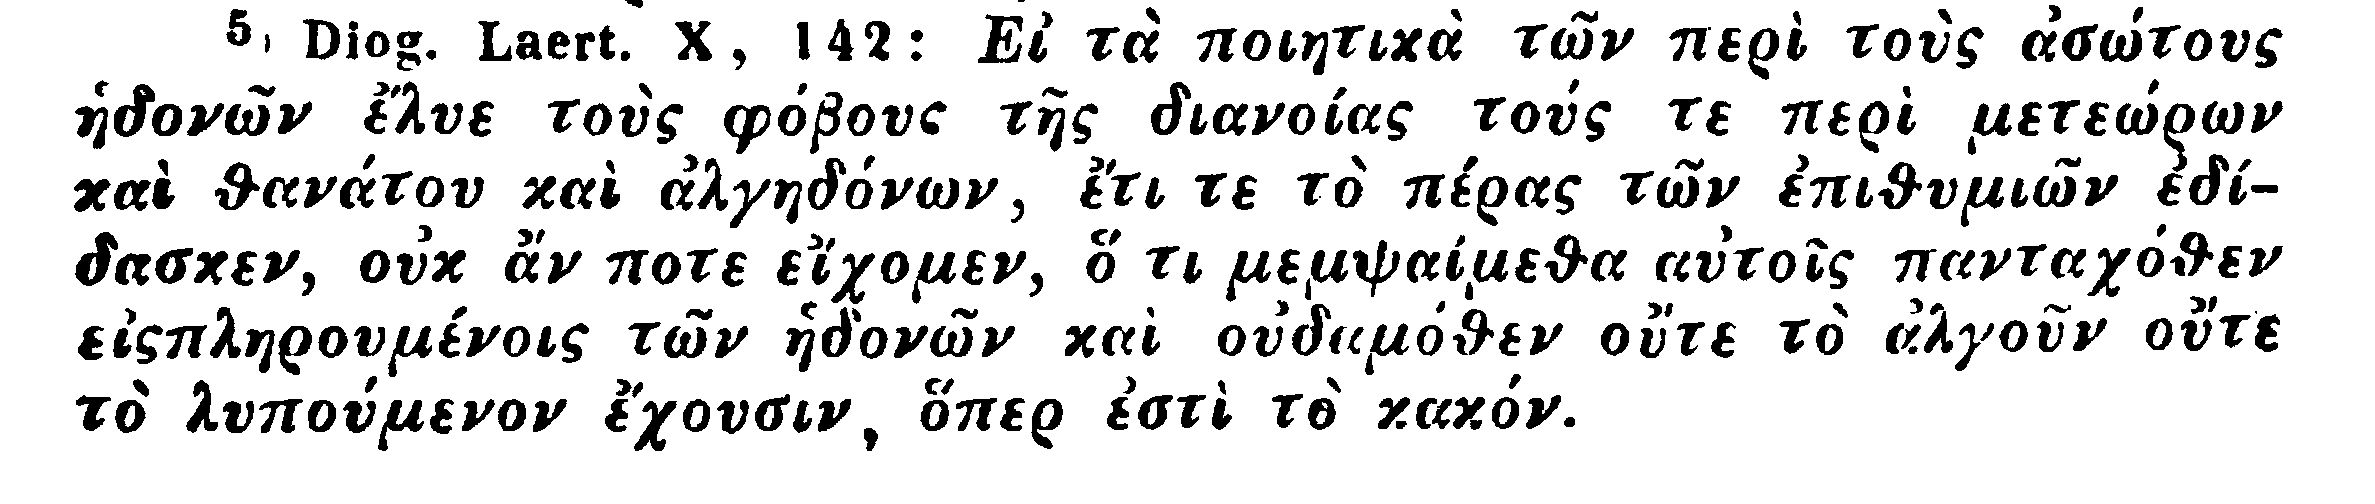 5) Diog. Laert. X, 142: Εἰ τὰ ποιητικὰ τῶν περὶ τοὺς ἀσώτους
ἡδονῶν ἔλυε τοὺς φόβους τῆς διανοίας τούς τε περὶ μετεώρων
καὶ θανάτου καὶ ἀλγηδόνων, ἔτι τε τὸ πέρας τῶν ἐπιθυμιῶν ἐδί-
δασκεν, οὐκ ἄν ποτε εἴχομεν, ὅ τι μεμψαίμεθα αὐτοῖς πανταχόθεν
εἰςπληρουμένοις τῶν ἡδονῶν καὶ οὐδαμόθεν οὔτε τὸ ἀλγοῦν οὔτε
τὸ λυπούμενον ἔχουσιν, ὅπερ ἐστὶ τὸ κακόν.